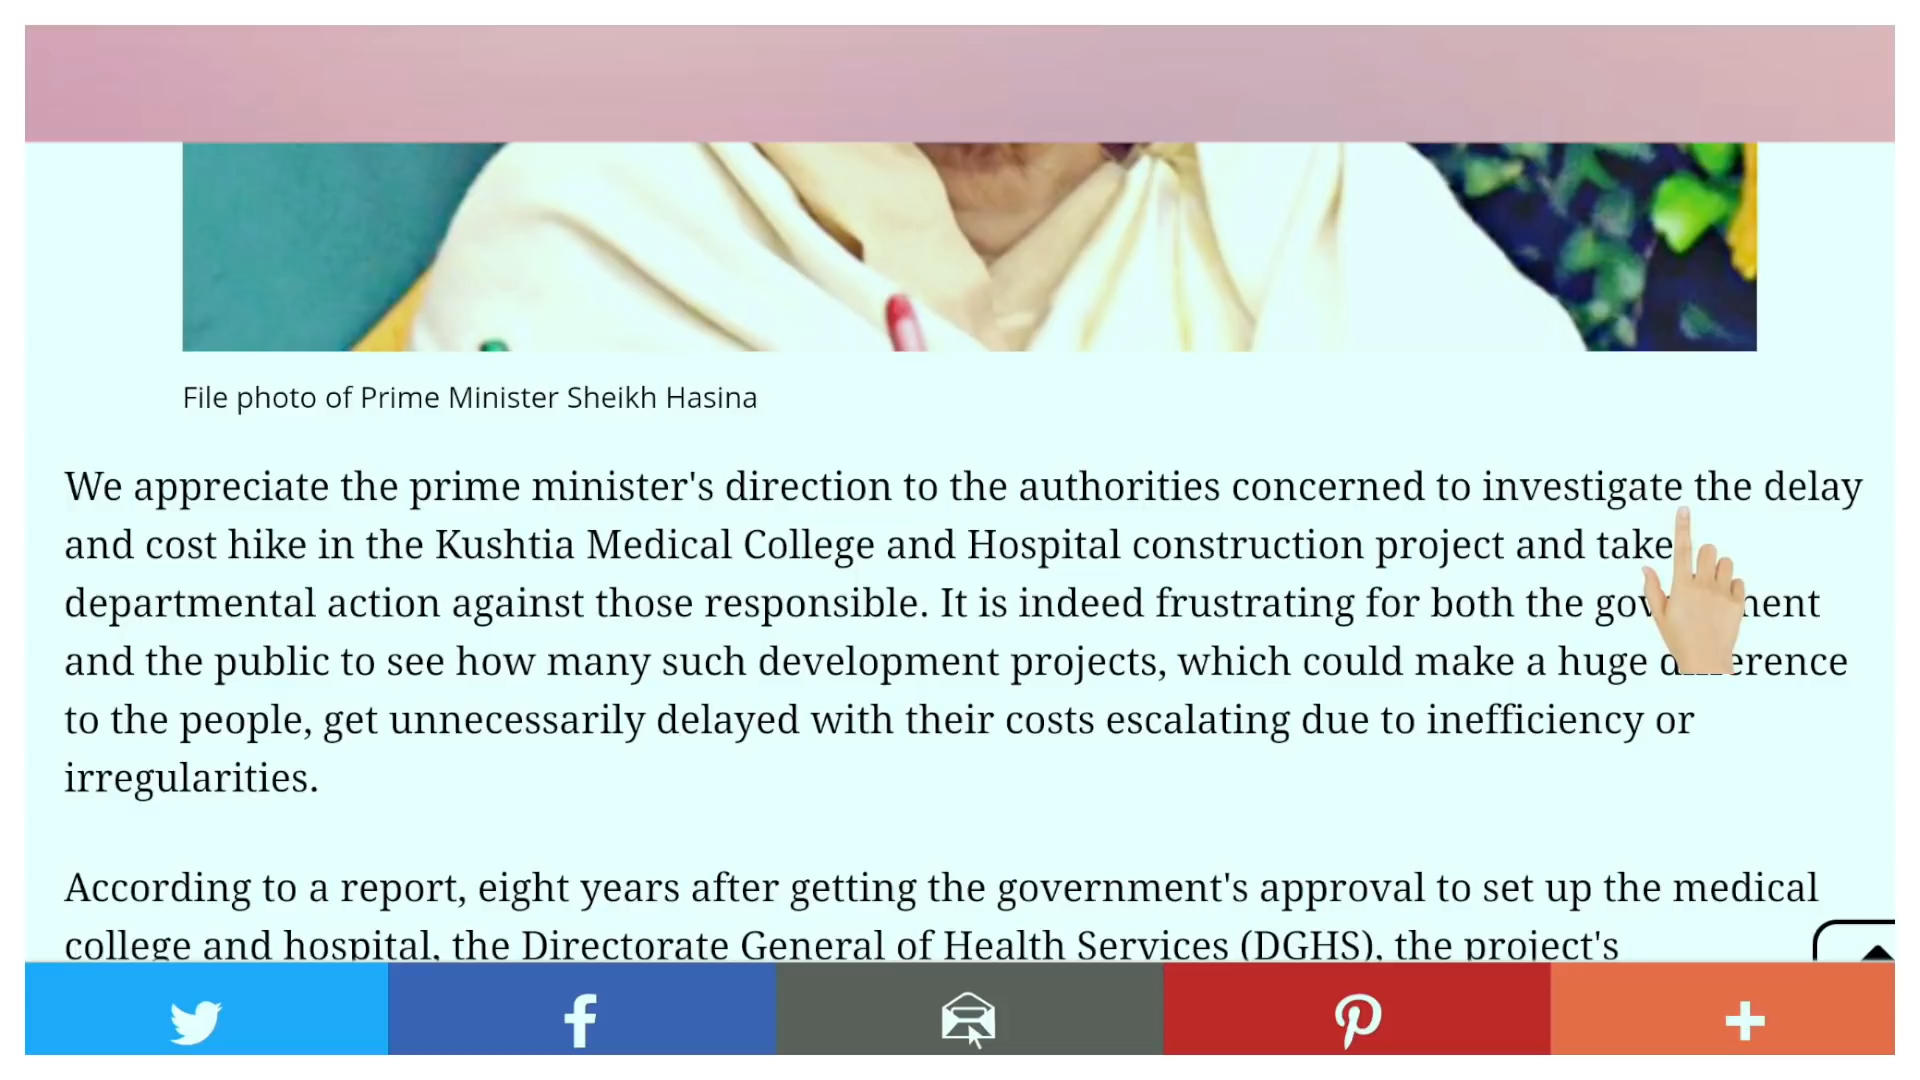 File photo of Prime Minister Sheikh Hasina
We appreciate the prime minister's direction to the authorities concerned to investigate the delay
and cost hike in the Kushtia Medical College and Hospital construction project and take
departmental action against those responsible. It is indeed frustrating for both the government
and the public to see how many such development projects, which could make a huge difference
to the people, get unnecessarily delayed with their costs escalating due to inefficiency or
irregularities.
According to a report, eight years after getting the government's approval to set up the medical
college and hospital, the Directorate General of Health Services (DGHS), the project's